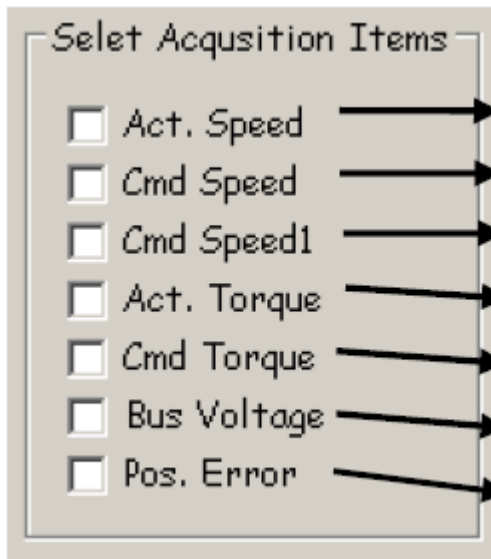 Selet Acqusition Items
Act. Speed
Cmd Speed
Cmd Speed1
Act. Torque
Cmd Torque
Bus Voltage
Pos. Error